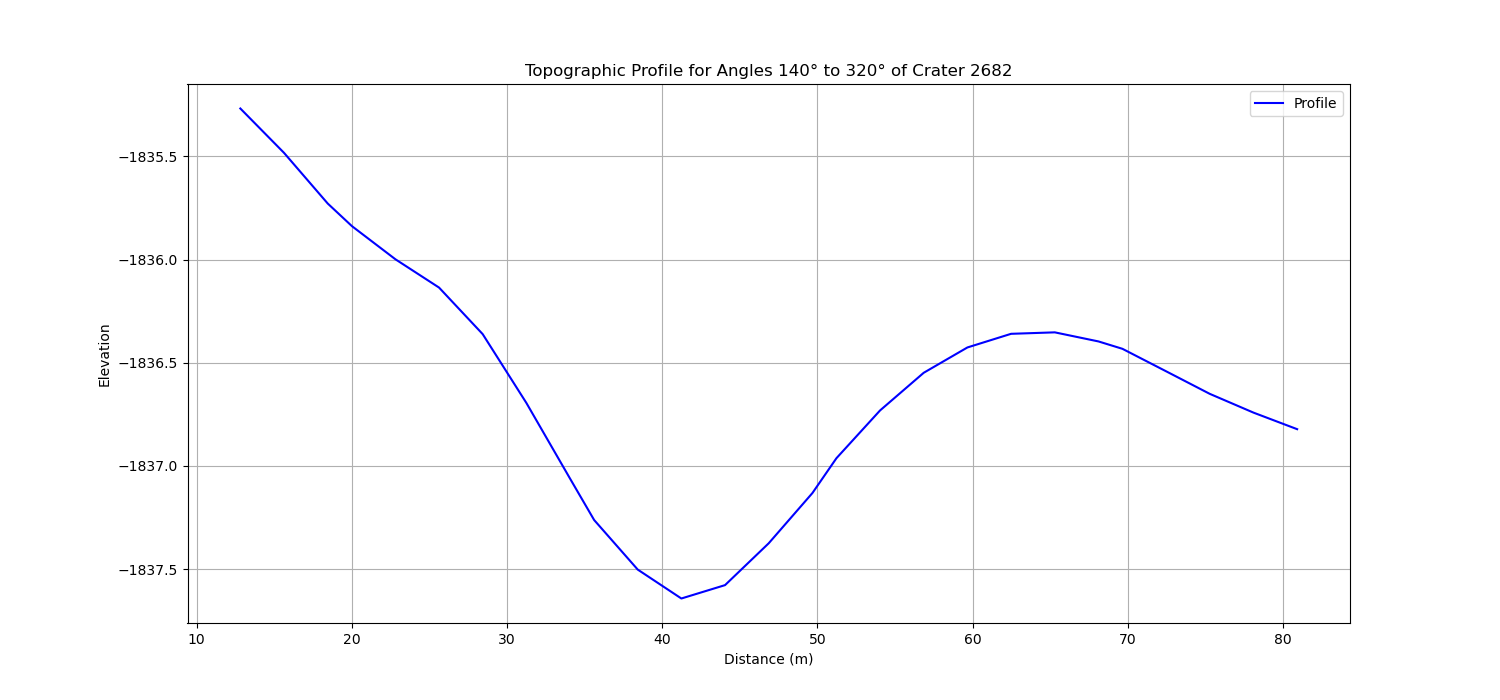 Topographic Profile for Angles 140° to 320° of Crater 2682
Profile
−1835.5
−1836.0
−1836.5
−1837.0
−1837.5
Elevation
10 20 30 40 50 60 70 80
Distance (m)